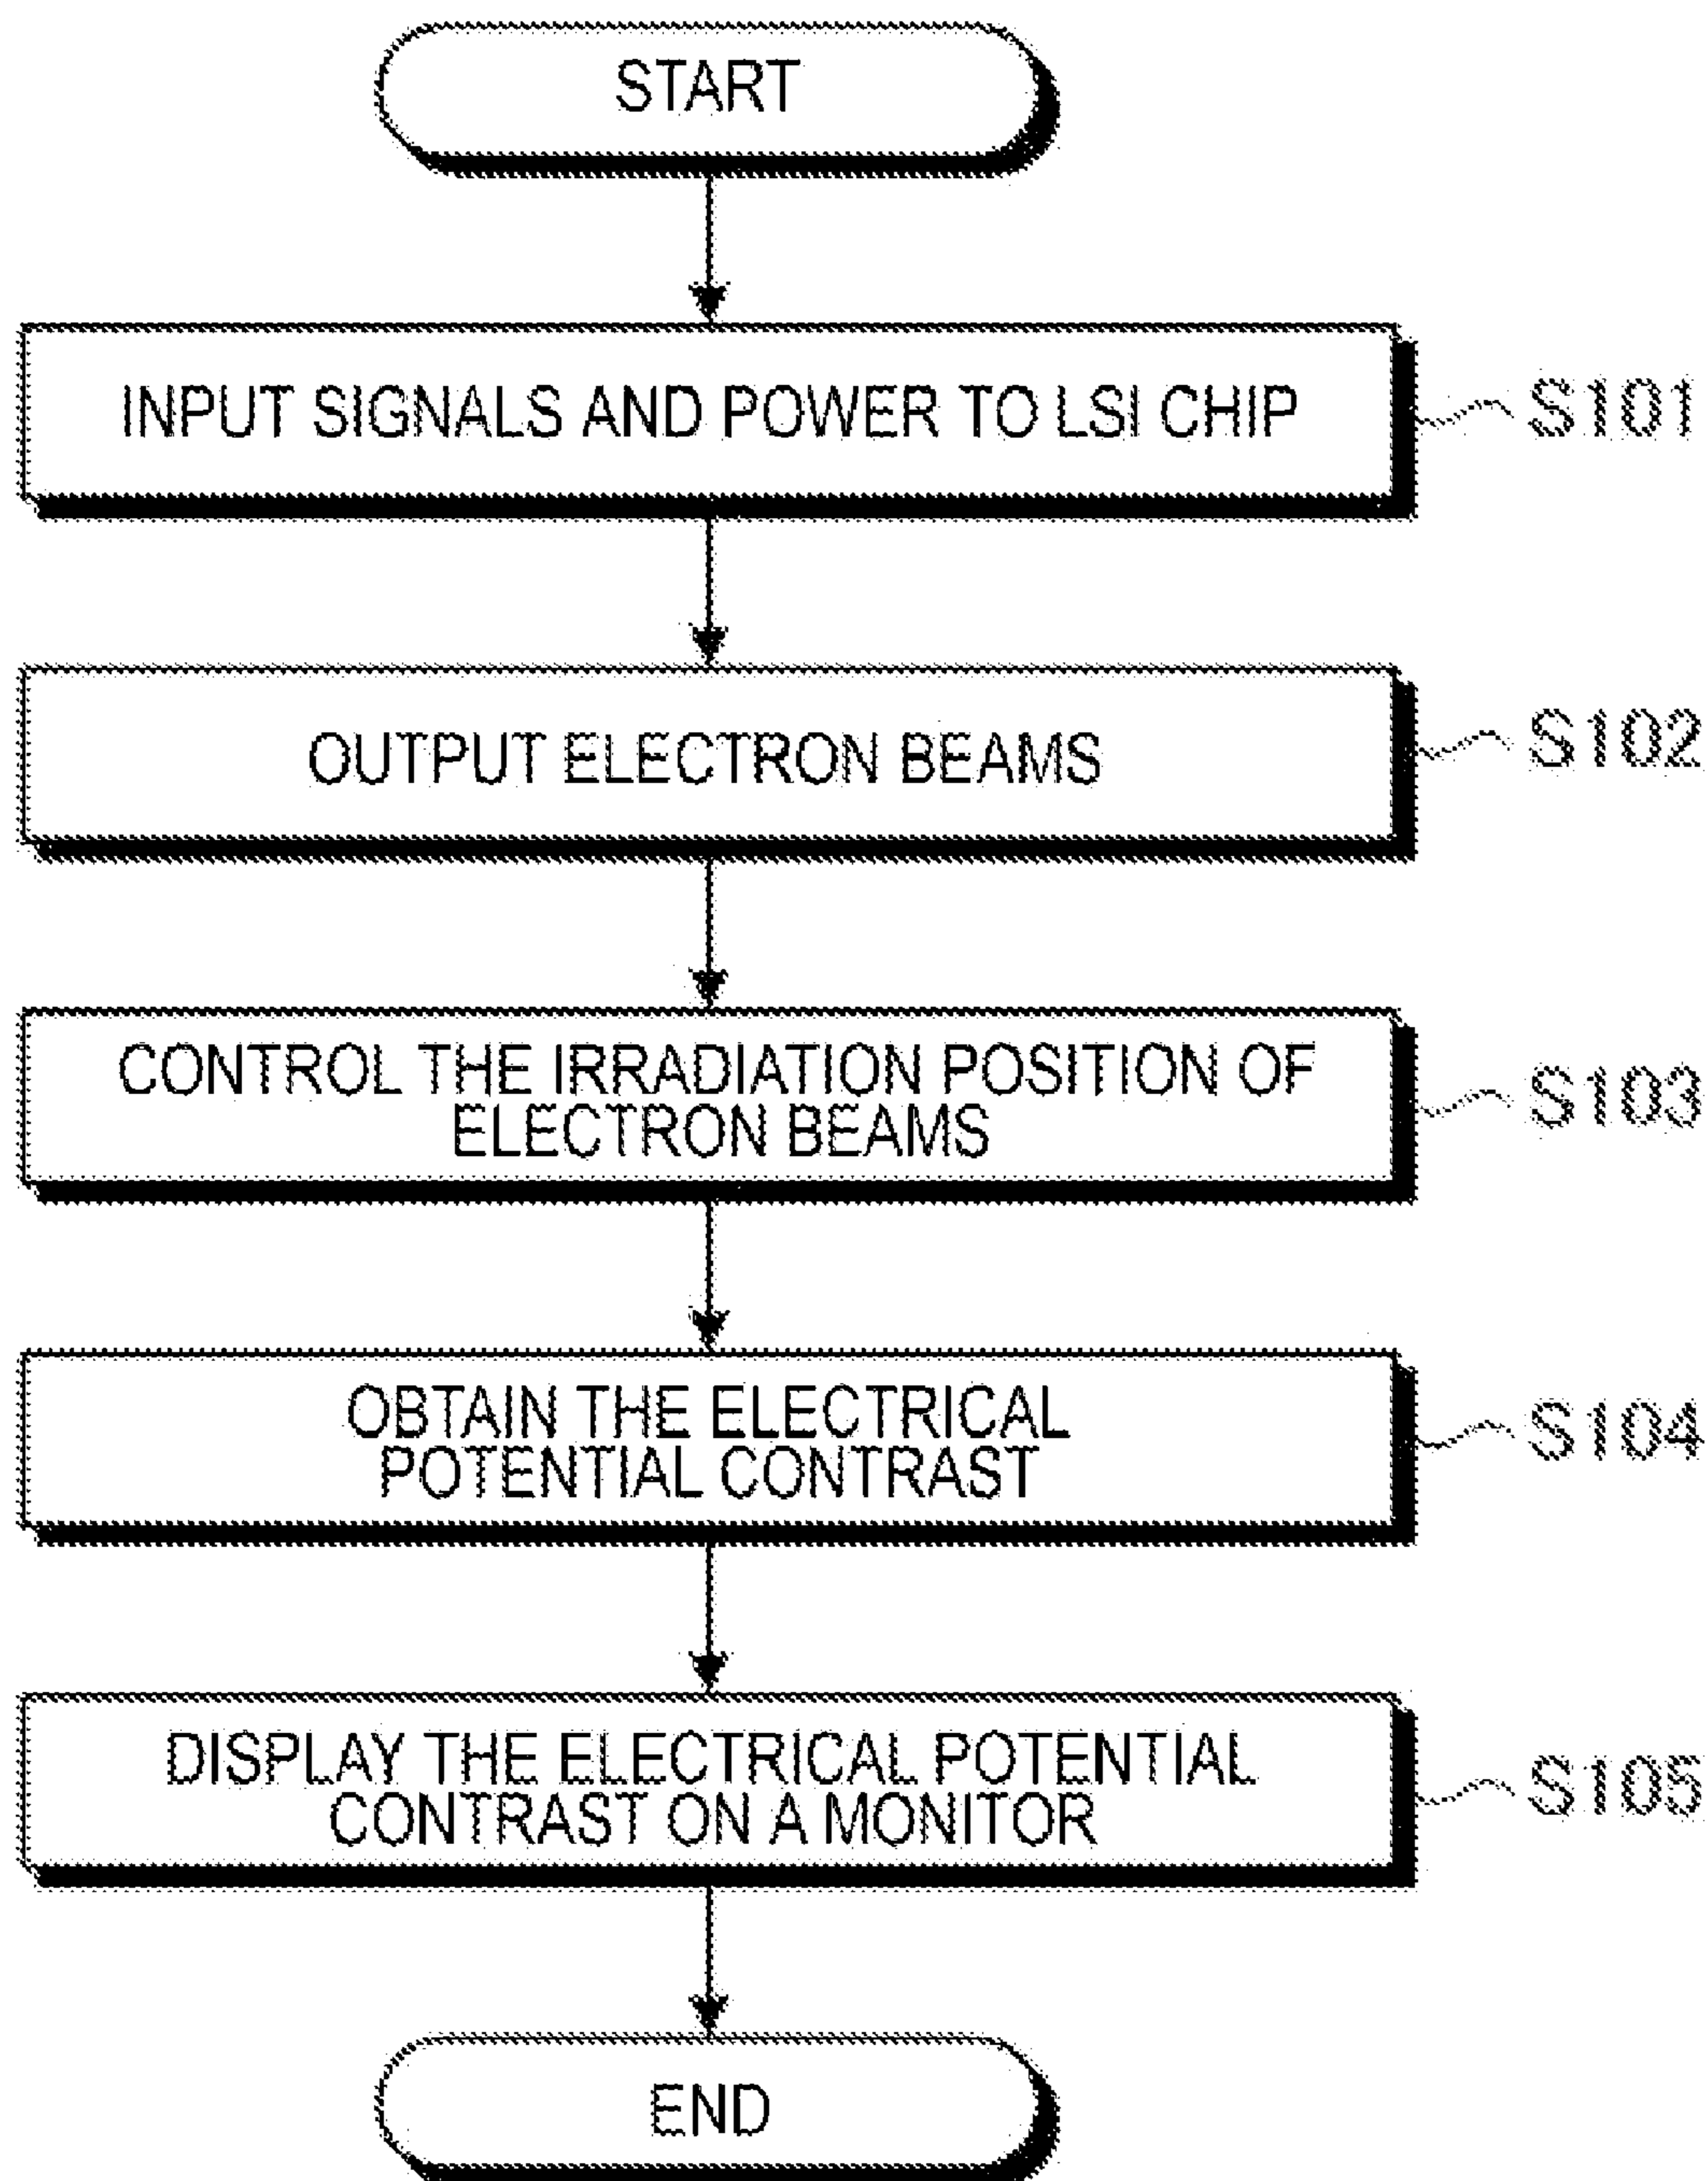 START
INPUT SIGNALS AND POWER TO LSI CHIP
S101
OUTPUT ELECTRON BEAMS
S102
CONTROL THE IRRADIATION POSITION OF
ELECTRON BEAMS
S103
OBTAIN THE ELECTRICAL
POTENTIAL CONTRAST
S104
DISPLAY THE ELECTRICAL POTENTIAL
CONTRAST ON A MONITOR
S105
END